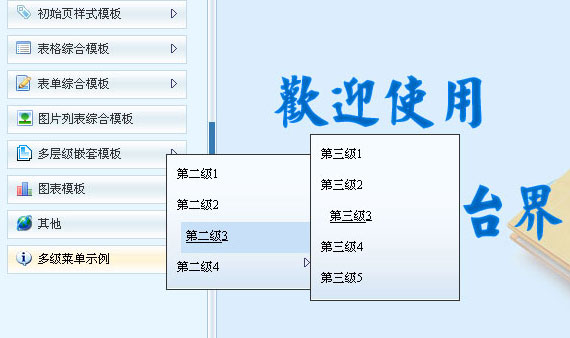 初始页样式模板
表格综合模板
表单综合模板
图片列表综合模板
多层级嵌套模板
图表模板
其他
多级菜单示例
第二级1
第二级2
第二级3
第二级4
第三级1
第三级2
第三级3
第三级4
第三级5
歡迎使用
台界